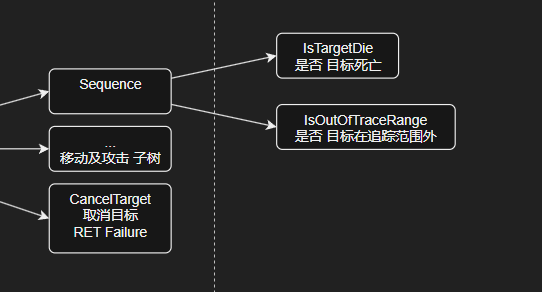 IsTargetDie
是否 目标死亡
Sequence
IsOutOfTraceRange
是否 目标在追踪范围外
...
移动及攻击 子树
CancelTarget
取消目标
RET Failure